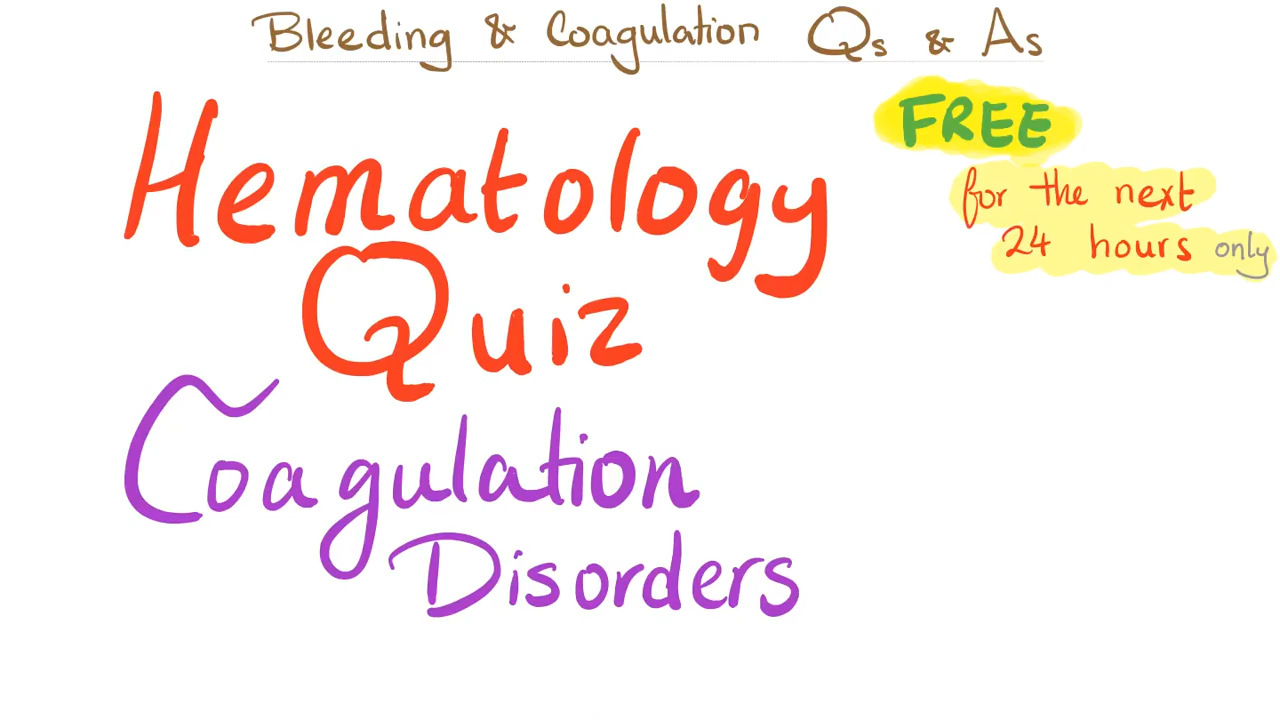 Bleeding & Coagulation Qs & As
FREE
for the next
24 hours only
Hematology
Quiz
Coagulation
Disorders